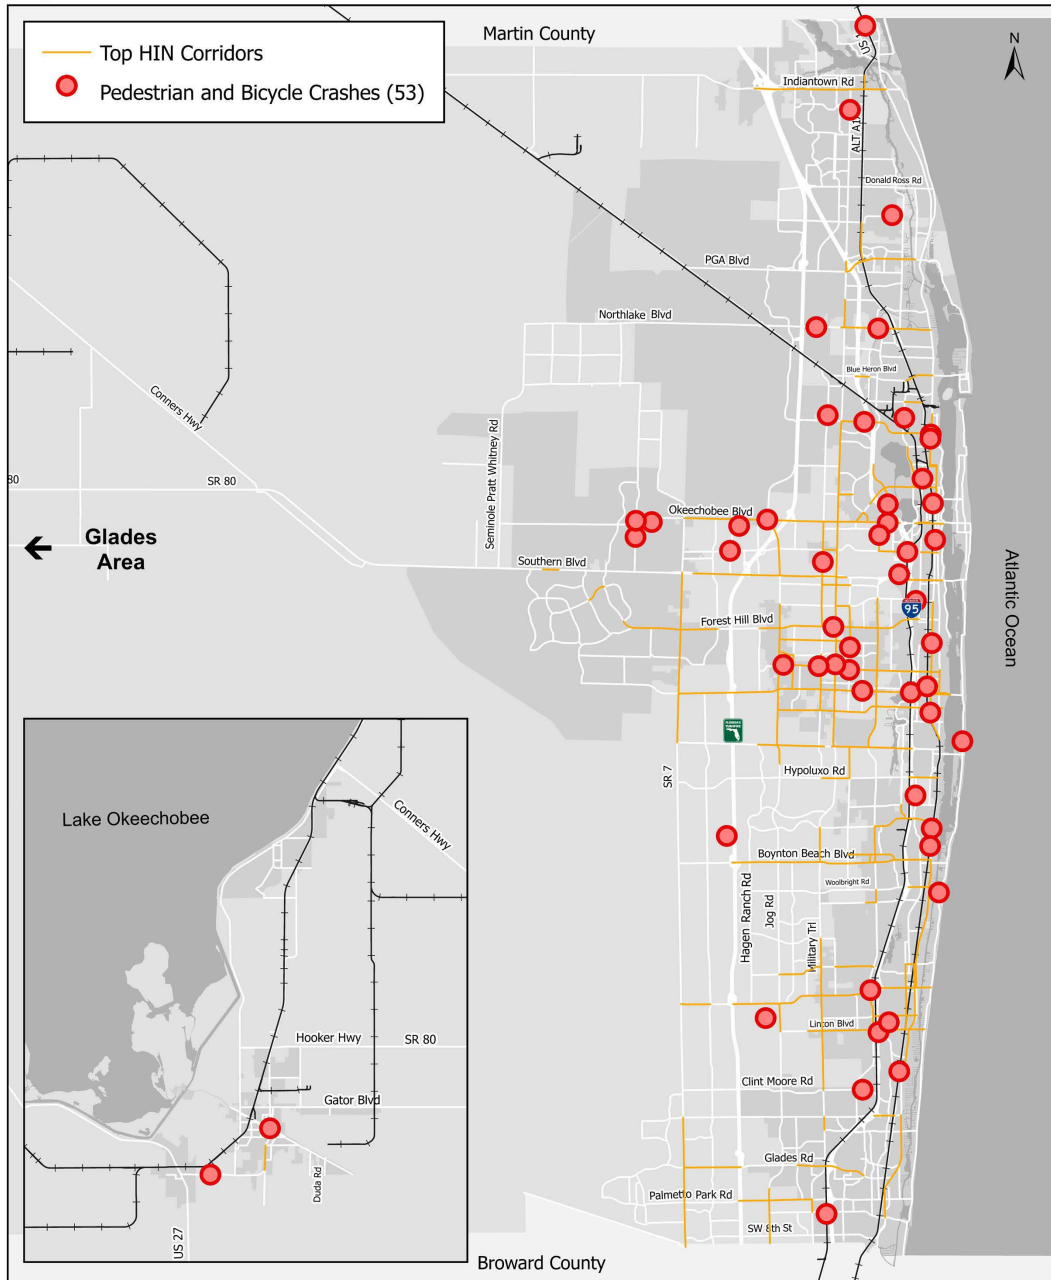 Martin County
Top HIN Corridors
Pedestrian and Bicycle Crashes (53)
N
US 1
Indiantown Rd
ALT A1A
Donald Ross Rd
PGA Blvd
Northlake Blvd
Blue Heron Blvd
Conners Hwy
Seminole Pratt Whitney Rd
80
SR 80
Okeechobee Blvd
Glades
Area
Southern Blvd
Atlantic Ocean
95
Forest Hill Blvd
SR 7
Hypoluxo Rd
Lake Okeechobee
Conners Hwy
Boynton Beach Blvd
Woolbright Rd
Hagen Ranch Rd
Jog Rd
Military Trl
Linton Blvd
Hooker Hwy
SR 80
Clint Moore Rd
Gator Blvd
Glades Rd
Duda Rd
Palmetto Park Rd
SW 8th St
US 27
Broward County